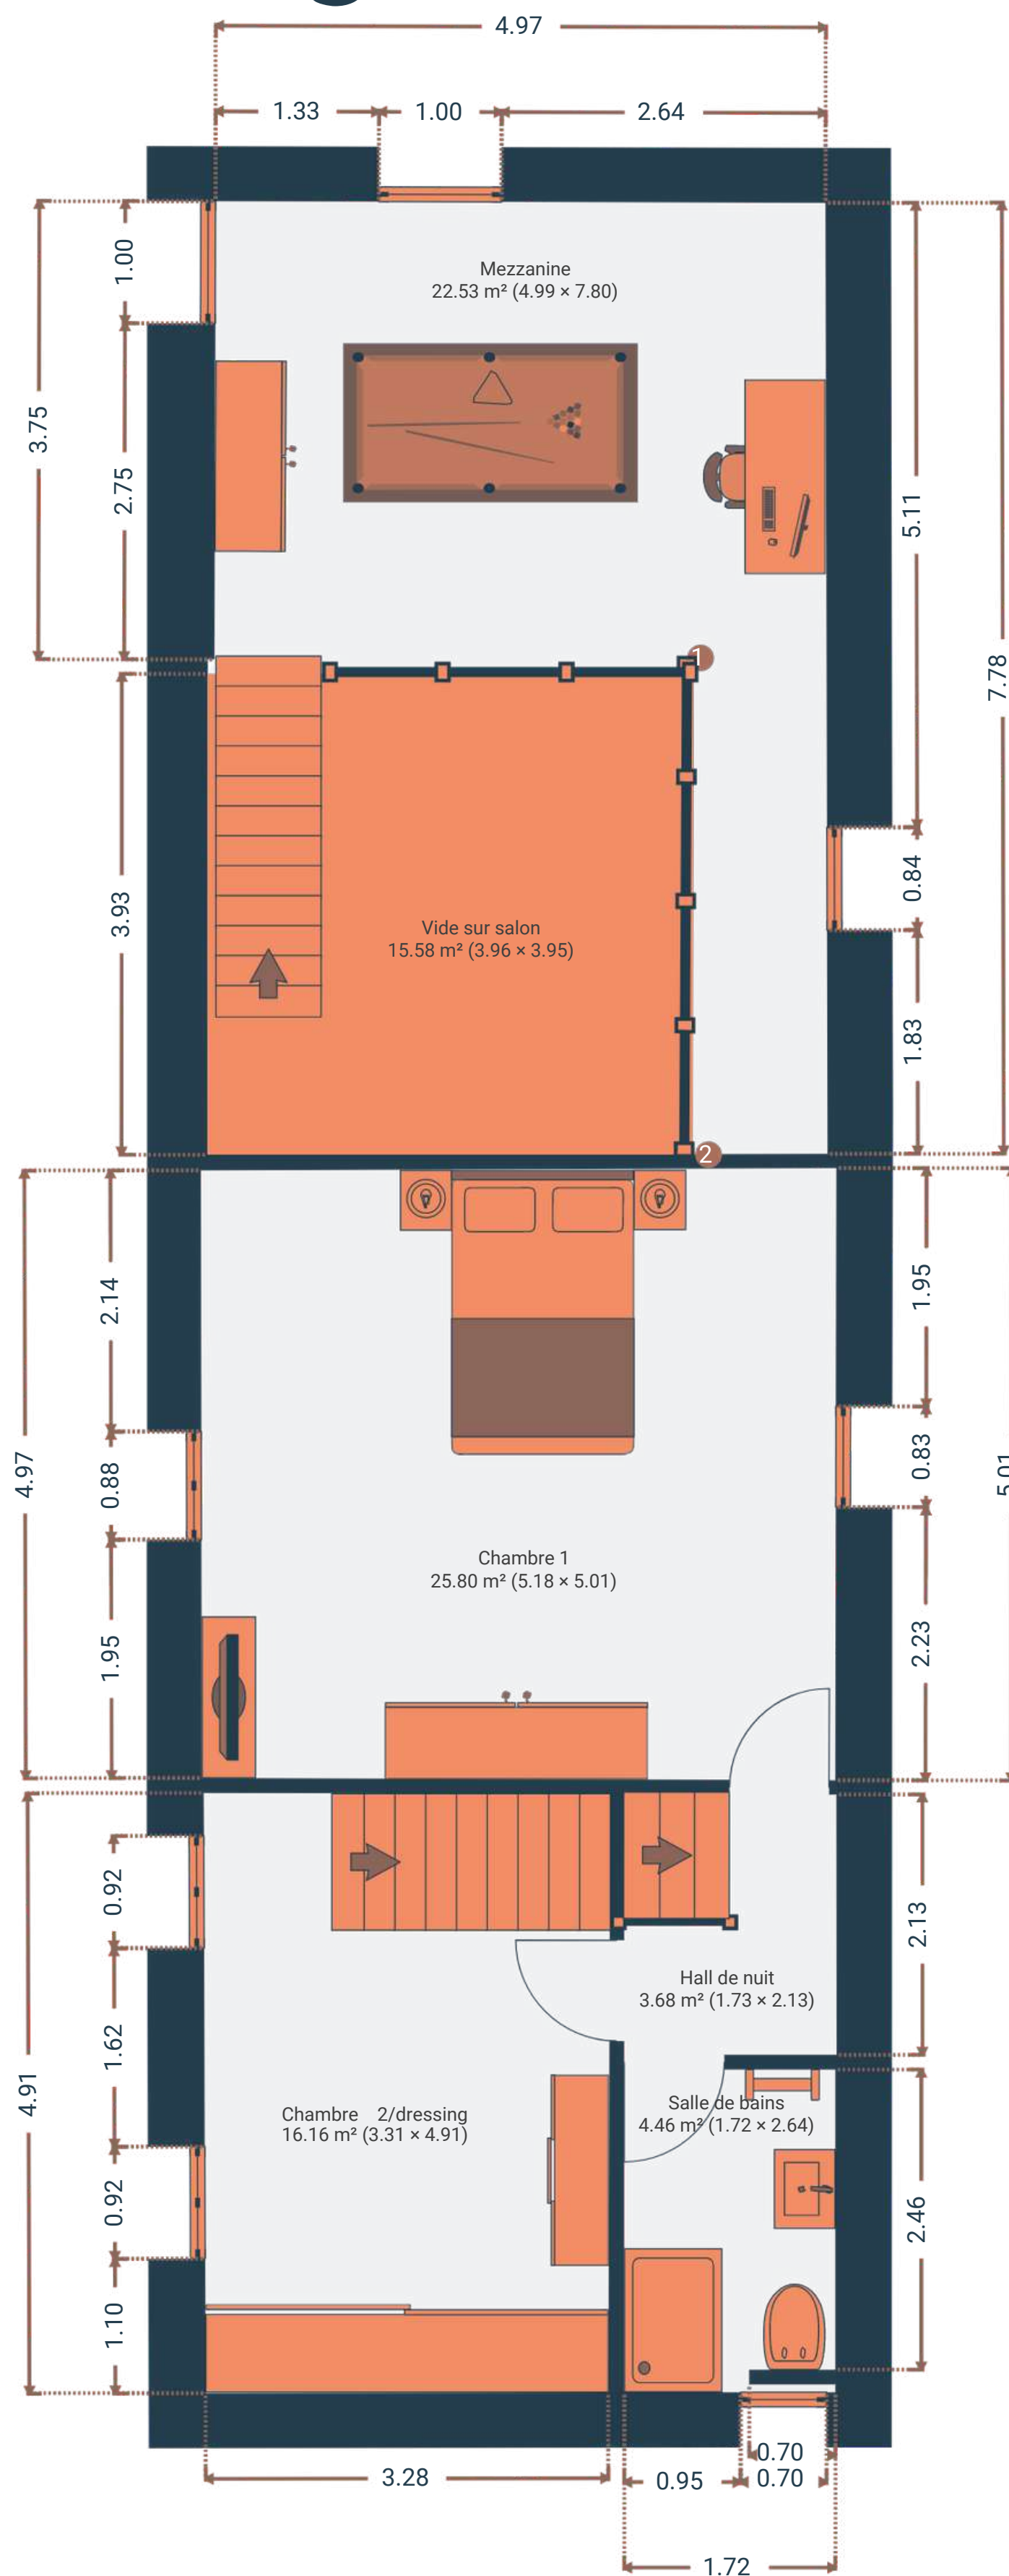 4.97
1.33 1.00 2.64
1.00
Mezzanine
22.53 m² (4.99 × 7.80)
3.75
2.75
5.11
1
7.78
0.84
3.93
Vide sur salon
15.58 m² (3.96 × 3.95)
1.83
2
2.14
1.95
4.97
0.88
0.83
5.01
Chambre 1
25.80 m² (5.18 × 5.01)
1.95
2.23
0.92
2.13
Hall de nuit
3.68 m² (1.73 × 2.13)
1.62
4.91
Salle de bains
4.46 m² (1.72 × 2.64)
Chambre 2/dressing
16.16 m² (3.31 × 4.91)
0.92
2.46
1.10
0.70
3.28 0.95 0.70
1.72